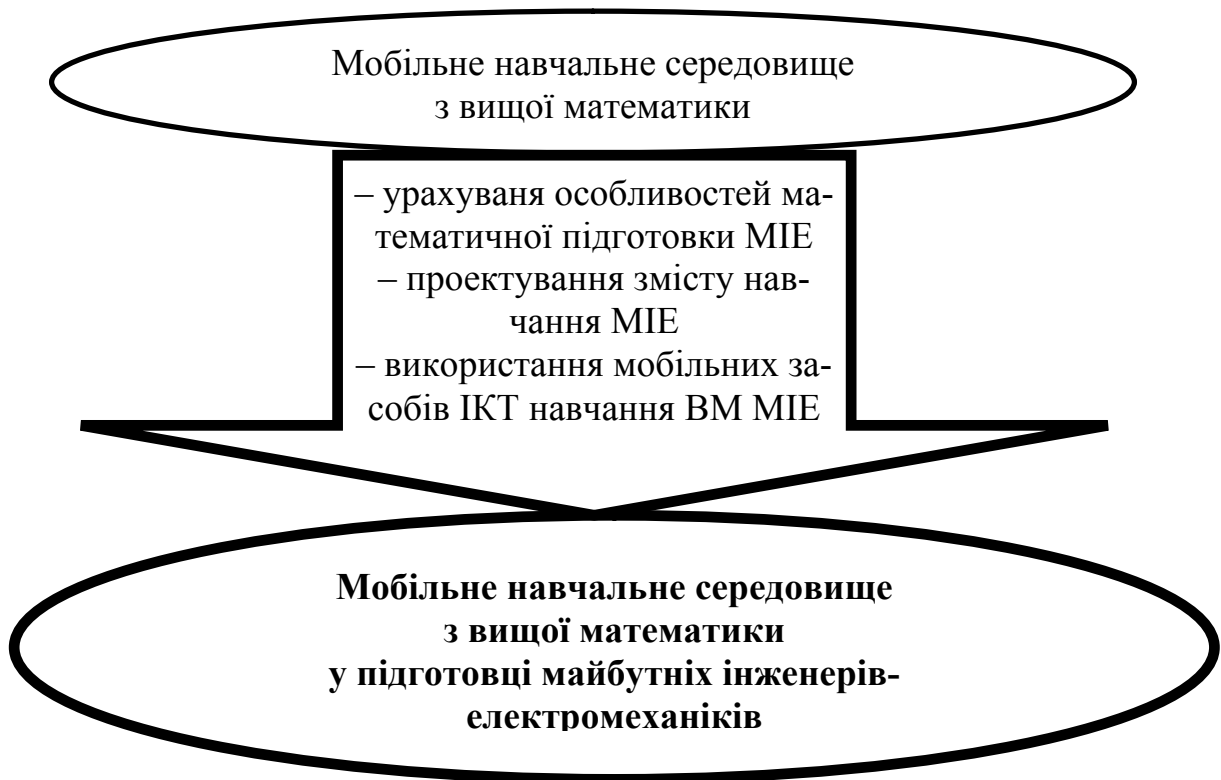 Мобільне навчальне середовище
з вищої математики
– урахуваня особливостей ма-
тематичної підготовки МІЕ
– проектування змісту нав-
чання МІЕ
– використання мобільних за-
собів ІКТ навчання ВМ МІЕ
Мобільне навчальне середовище
з вищої математики
у підготовці майбутніх інженерів-
електромеханіків